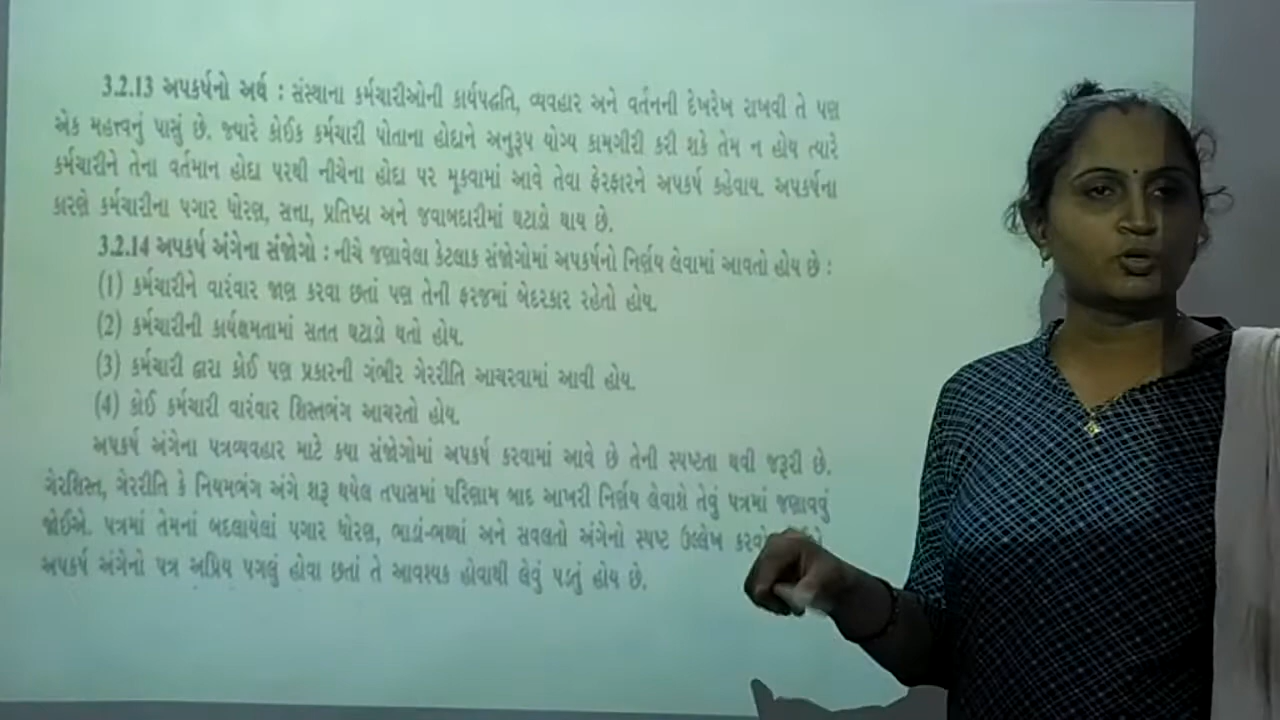 3.2.13 અપકર્ષનો અર્થ : સંસ્થાના કર્મચારીઓની કાર્યપદ્ધતિ, વ્યવહાર અને વર્તનની દેખરેખ રાખવી તે પણ
એક મહત્ત્વનું પાસું છે. જ્યારે કોઈક કર્મચારી પોતાના હોદ્દાને અનુરૂપ યોગ્ય કામગીરી કરી શકે તેમ ન હોય ત્યારે
કર્મચારીને તેના વર્તમાન હોદ્દા પરથી નીચેના હોદ્દા પર મૂકવામાં આવે તેવા ફેરફારને અપકર્ષ કહેવાય. અપકર્ષના
કારણે કર્મચારીના પગાર ધોરણ, સત્તા, પ્રતિષ્ઠા અને જવાબદારીમાં ઘટાડો થાય છે.
3.2.14 અપકર્ષ અંગેના સંજોગો : નીચે જણાવેલા કેટલાક સંજોગોમાં અપકર્ષનો નિર્ણય લેવામાં આવતો હોય છે :
(1) કર્મચારીને વારંવાર જાણ કરવા છતાં પણ તેની ફરજમાં બેદરકાર રહેતો હોય.
(2) કર્મચારીની કાર્યક્ષમતામાં સતત ઘટાડો થતો હોય.
(3) કર્મચારી દ્વારા કોઈ પણ પ્રકારની ગંભીર ગેરરીતિ આચરવામાં આવી હોય.
(4) કોઈ કર્મચારી વારંવાર શિસ્તભંગ આચરતો હોય.
અપકર્ષ અંગેના પત્રવ્યવહાર માટે કયા સંજોગોમાં અપકર્ષ કરવામાં આવે છે તેની સ્પષ્ટતા થવી જરૂરી છે.
ગેરશિસ્ત, ગેરરીતિ કે નિયમભંગ અંગે શરૂ થયેલ તપાસમાં પરિણામ બાદ આખરી નિર્ણય લેવાશે તેવું પત્રમાં જણાવવું
જોઈએ. પત્રમાં તેમનાં બદલાયેલાં પગાર ધોરણ, ભાડાં-ભથ્થાં અને સવલતો અંગેનો સ્પષ્ટ ઉલ્લેખ
અપકર્ષ અંગેનો પત્ર અપ્રિય પગલું હોવા છતાં તે આવશ્યક હોવાથી લેવું પડતું હોય છે.